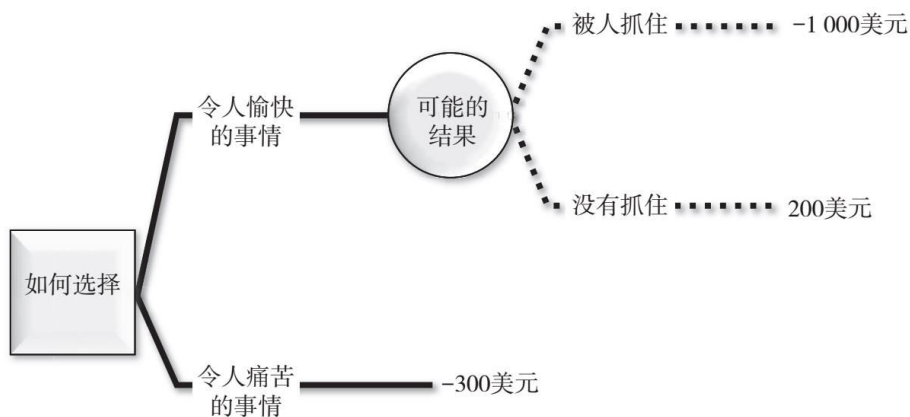 被人抓住
-1 000美元
令人愉快
的事情
可能的
结果
没有抓住
200美元
如何选择
令人痛苦
的事情
-300美元